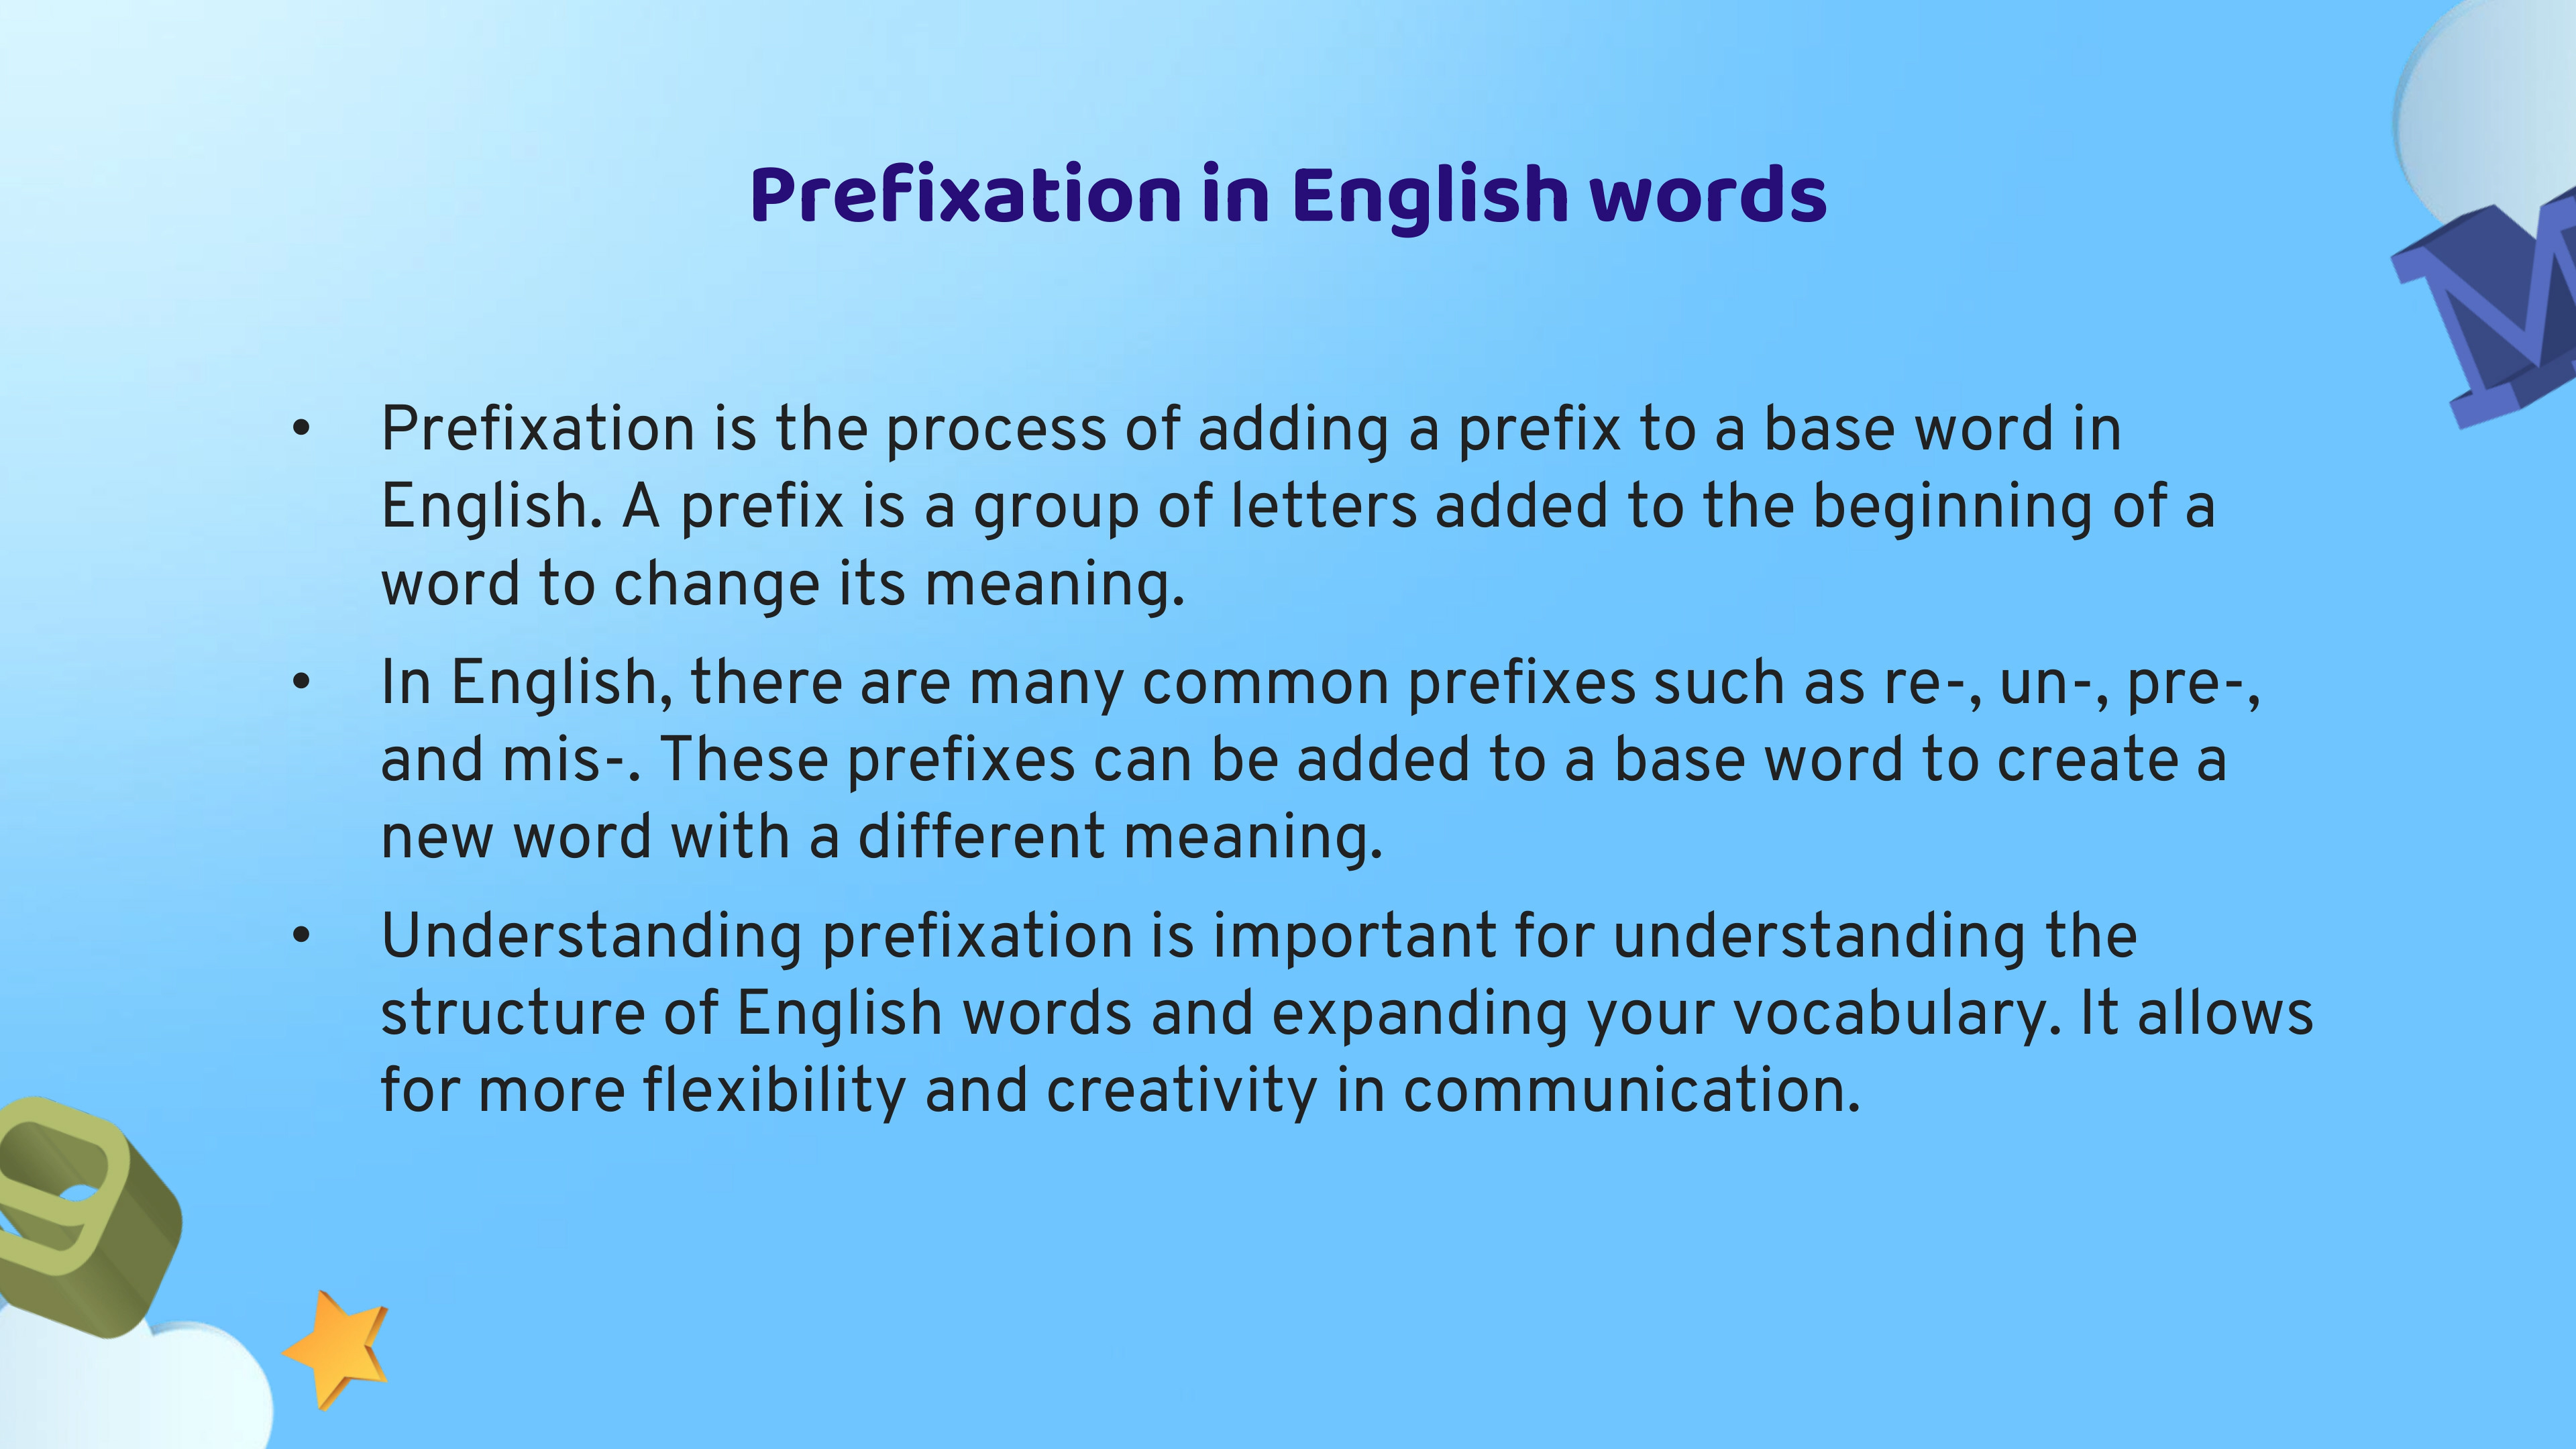 Prefixation in English words
• Prefixation is the process of adding a prefix to a base word in
English. A prefix is a group of letters added to the beginning of a
word to change its meaning.
• In English, there are many common prefixes such as re-, un-, pre-,
and mis-. These prefixes can be added to a base word to create a
new word with a different meaning.
• Understanding prefixation is important for understanding the
structure of English words and expanding your vocabulary. It allows
for more flexibility and creativity in communication.
M